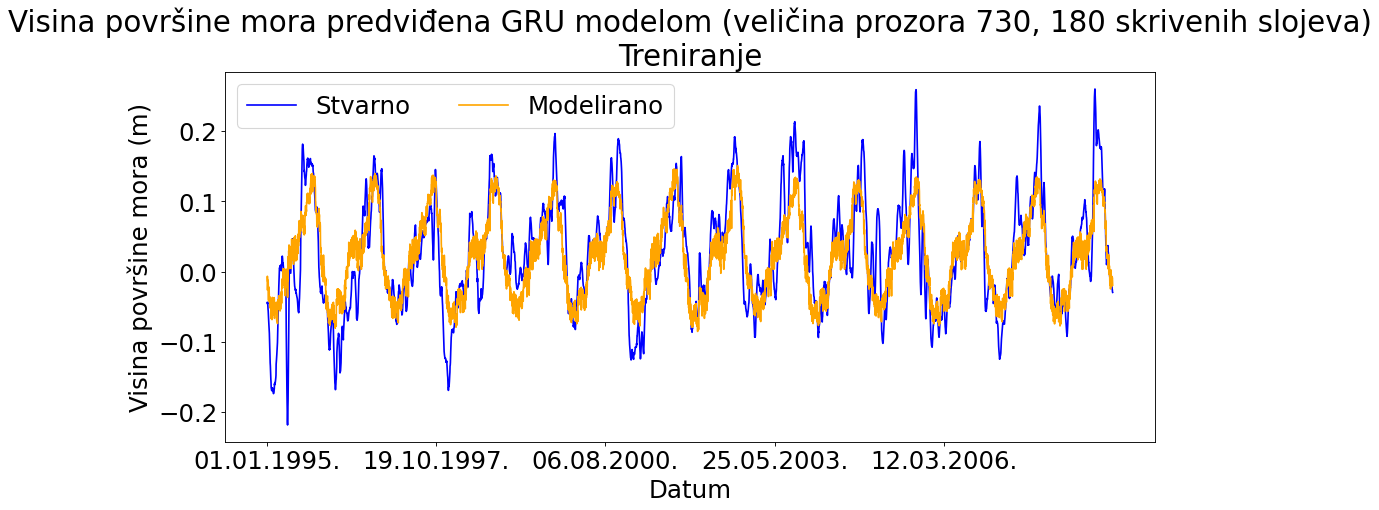 Visina površine mora predviđena GRU modelom (veličina prozora 730, 180 skrivenih slojeva)
Treniranje
Stvarno Modelirano
Visina površine mora (m)
0.2
0.1
0.0
−0.1
−0.2
01.01.1995. 19.10.1997. 06.08.2000. 25.05.2003. 12.03.2006.
Datum